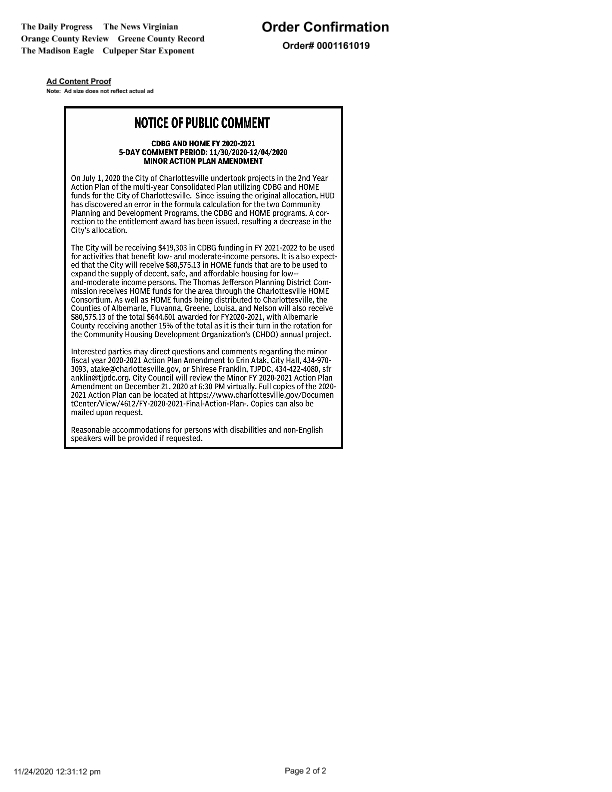 The Daily Progress The News Virginian
Orange County Review Greene County Record
The Madison Eagle Culpeper Star Exponent
Order Confirmation
Order# 0001161019
Ad Content Proof
Note: Ad size does not reflect actual ad
NOTICE OF PUBLIC COMMENT
CDBG AND HOME FY 2020-2021
5-DAY COMMENT PERIOD: 11/30/2020-12/04/2020
MINOR ACTION PLAN AMENDMENT
On July 1, 2020 the City of Charlottesville undertook projects in the 2nd Year
Action Plan of the multi-year Consolidated Plan utilizing CDBG and HOME
funds for the City of Charlottesville. Since issuing the original allocation, HUD
has discovered an error in the formula calculation for the two Community
Planning and Development Programs, the CDBG and HOME programs. A cor-
rection to the entitlement award has been issued, resulting a decrease in the
City's allocation.
The City will be receiving $419,303 in CDBG funding in FY 2021-2022 to be used
for activities that benefit low- and moderate-income persons. It is also expect-
ed that the City will receive $80,575.13 in HOME funds that are to be used to
expand the supply of decent, safe, and affordable housing for low--
and-moderate income persons. The Thomas Jefferson Planning District Com-
mission receives HOME funds for the area through the Charlottesville HOME
Consortium. As well as HOME funds being distributed to Charlottesville, the
Counties of Albemarle, Fluvanna, Greene, Louisa, and Nelson will also receive
$80,575.13 of the total $644,601 awarded for FY2020-2021, with Albemarle
County receiving another 15% of the total as it is their turn in the rotation for
the Community Housing Development Organization's (CHDO) annual project.
Interested parties may direct questions and comments regarding the minor
fiscal year 2020-2021 Action Plan Amendment to Erin Atak, City Hall, 434-970-
3093, atake@charlottesville.gov, or Shirese Franklin, TJPDC, 434-422-4080, sfr
anklin@tjpdc.org. City Council will review the Minor FY 2020-2021 Action Plan
Amendment on December 21, 2020 at 6:30 PM virtually. Full copies of the 2020-
2021 Action Plan can be located at https://www.charlottesville.gov/Documen
tCenter/View/4612/FY-2020-2021-Final-Action-Plan-. Copies can also be
mailed upon request.
Reasonable accommodations for persons with disabilities and non-English
speakers will be provided if requested.
11/24/2020 12:31:12 pm
Page 2 of 2